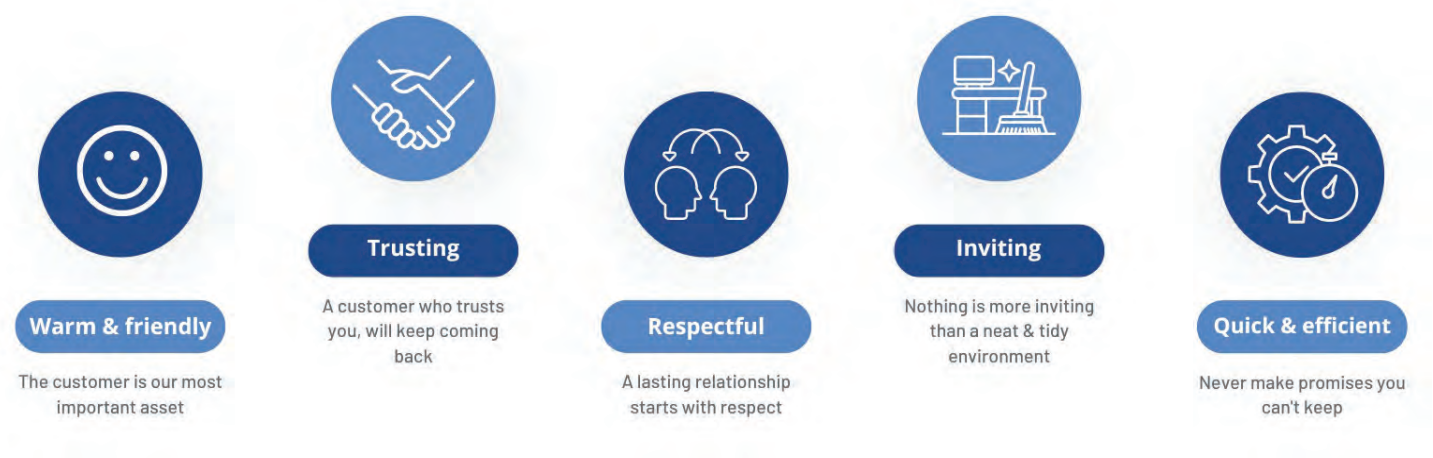 Warm & friendly
The customer is our most
important asset
Trusting
A customer who trusts
you, will keep coming
back
Respectful
A lasting relationship
starts with respect
Inviting
Nothing is more inviting
than a neat & tidy
environment
Quick & efficient
Never make promises you
can't keep